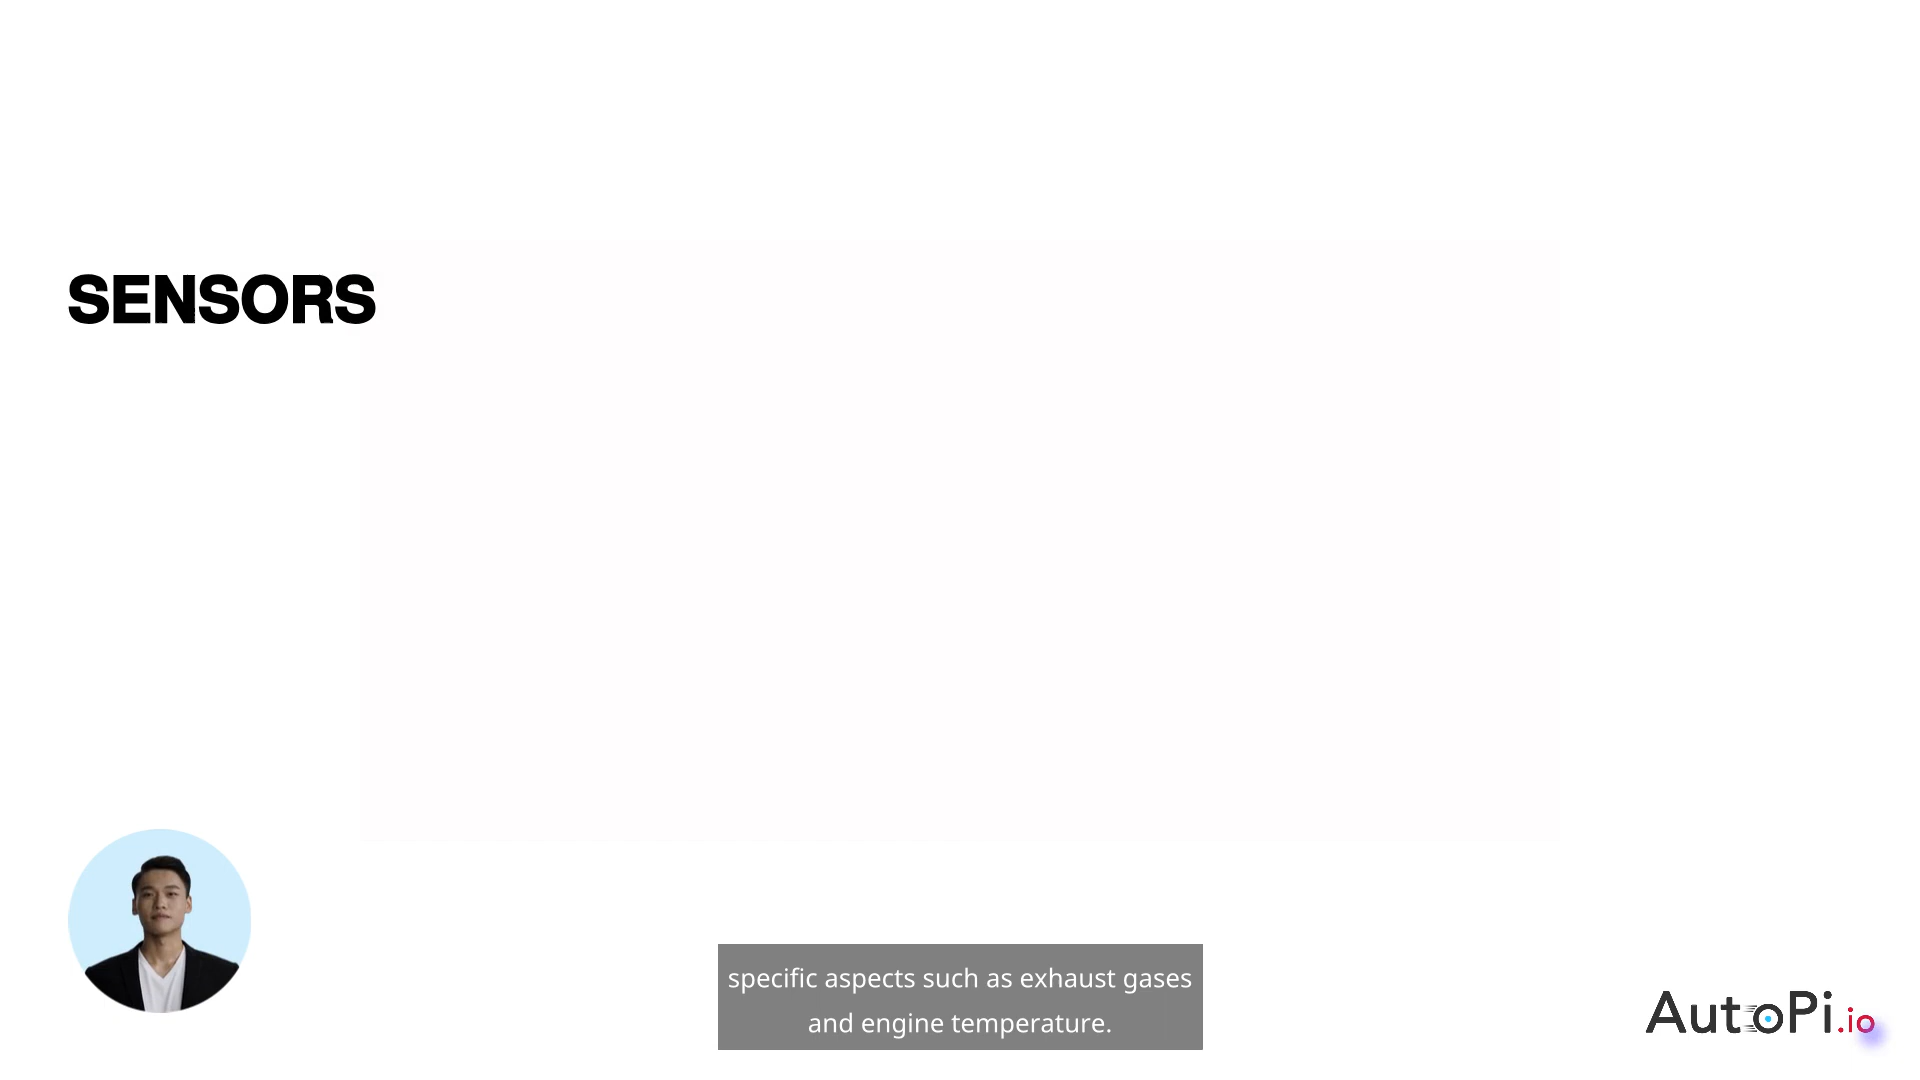 SENSORS
specific aspects such as exhaust gases
and engine temperature.
AutoPi.io